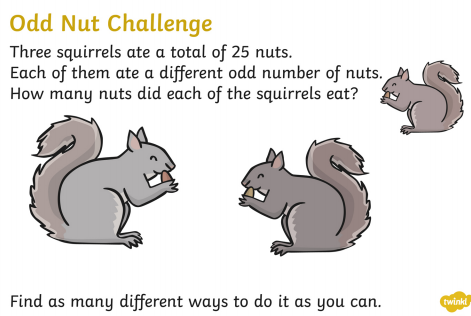 Odd Nut Challenge
Three squirrels ate a total of 25 nuts.
Each of them ate a different odd number of nuts.
How many nuts did each of the squirrels eat?
Find as many different ways to do it as you can.
twinkl